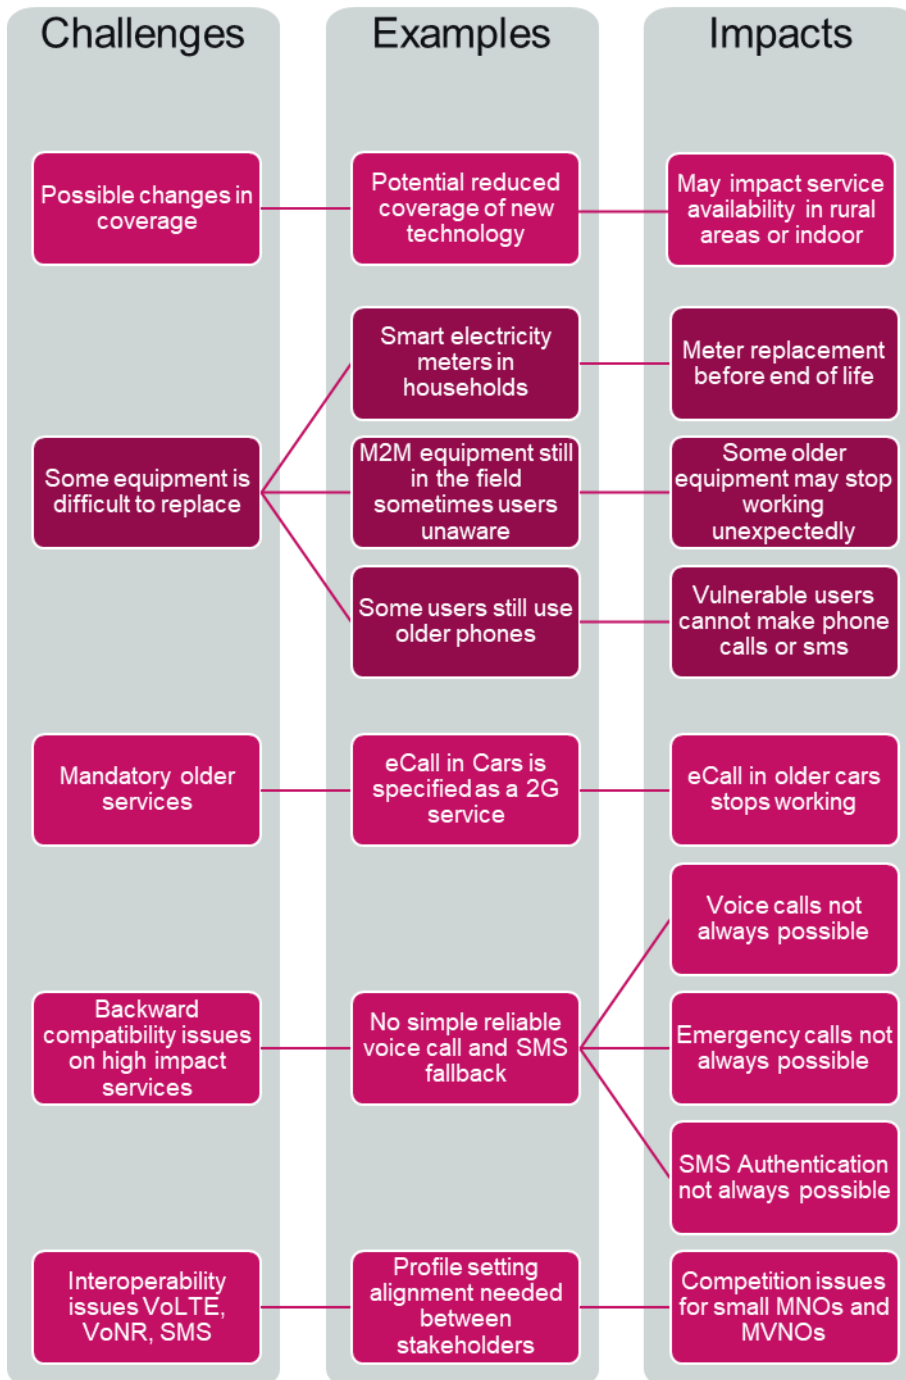 Challenges
Examples
Impacts
Possible changes in
coverage
Potential reduced
coverage of new
technology
May impact service
availability in rural
areas or indoor
Some equipment is
difficult to replace
Smart electricity
meters in
households
Meter replacement
before end of life
M2M equipment still
in the field
sometimes users
unaware
Some older
equipment may stop
working
unexpectedly
Some users still use
older phones
Vulnerable users
cannot make phone
calls or sms
Mandatory older
services
eCall in Cars is
specified as a 2G
service
eCall in older cars
stops working
Backward
compatibility issues
on high impact
services
No simple reliable
voice call and SMS
fallback
Voice calls not
always possible
Emergency calls not
always possible
SMS Authentication
not always possible
Interoperability
issues VoLTE,
VoNR, SMS
Profile setting
alignment needed
between
stakeholders
Competition issues
for small MNOs and
MVNOs